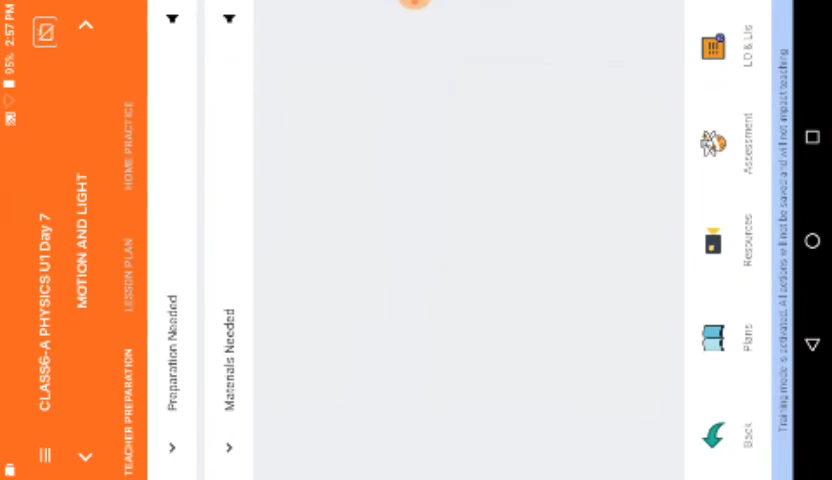 95% 2:57 PM
CLASS6-A PHYSICS U1 Day 7
MOTION AND LIGHT
TEACHER PREPARATION LESSON PLAN HOME PRACTICE
Preparation Needed
Materials Needed
Back Plans Resources Assessment LO & LIs
Training mode is activated. All actions will not be saved and will not impact teaching